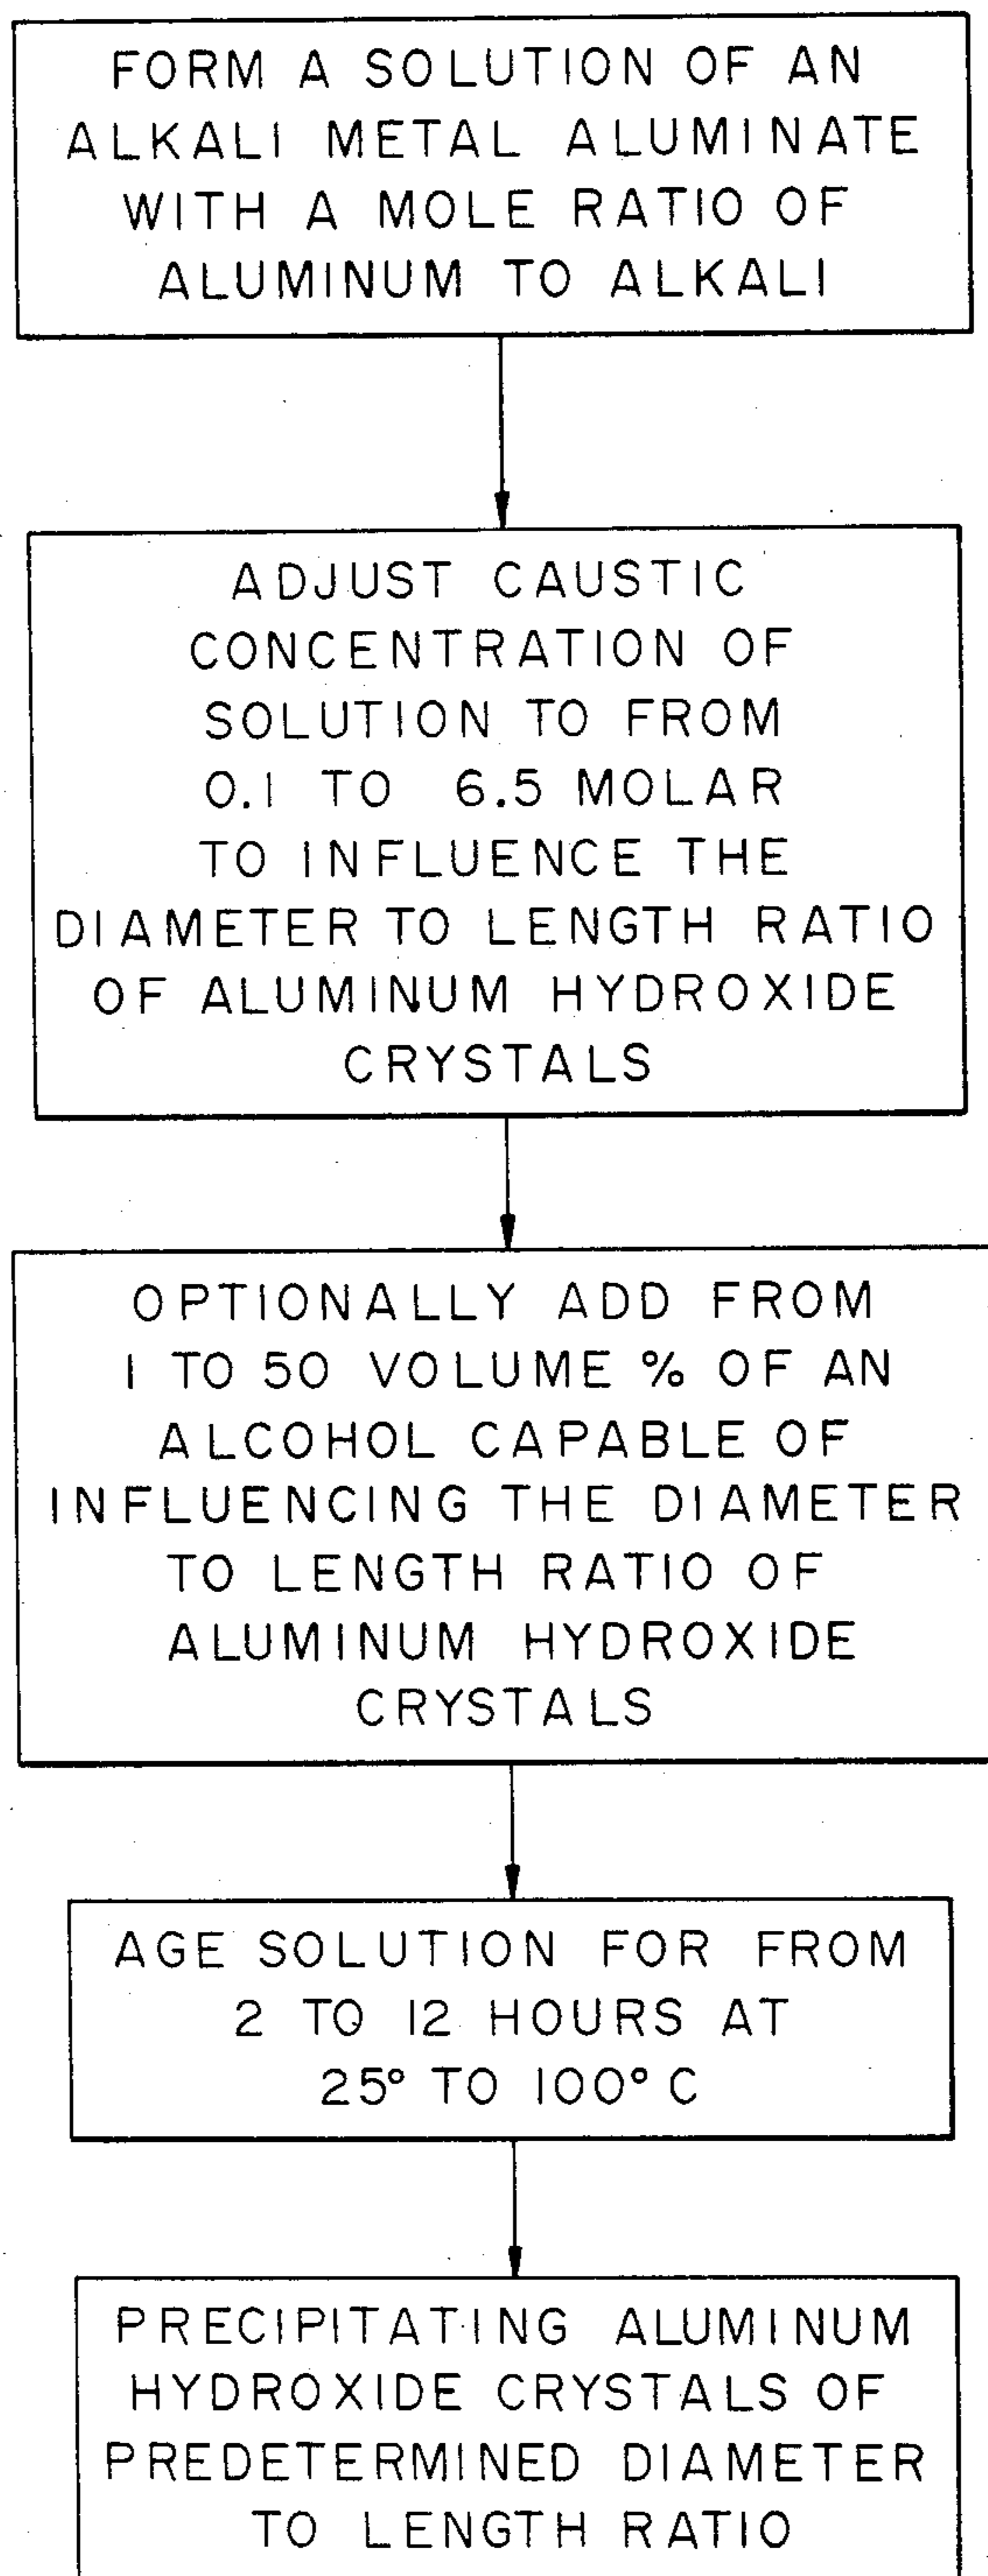 FORM A SOLUTION OF AN
ALKALI METAL ALUMINATE
WITH A MOLE RATIO OF
ALUMINUM TO ALKALI
ADJUST CAUSTIC
CONCENTRATION OF
SOLUTION TO FROM
0.1 TO 6.5 MOLAR
TO INFLUENCE THE
DIAMETER TO LENGTH RATIO
OF ALUMINUM HYDROXIDE
CRYSTALS
OPTIONALLY ADD FROM
1 TO 50 VOLUME % OF AN
ALCOHOL CAPABLE OF
INFLUENCING THE DIAMETER
TO LENGTH RATIO OF
ALUMINUM HYDROXIDE
CRYSTALS
AGE SOLUTION FOR FROM
2 TO 12 HOURS AT
25° TO 100° C
PRECIPITATING ALUMINUM
HYDROXIDE CRYSTALS OF
PREDETERMINED DIAMETER
TO LENGTH RATIO